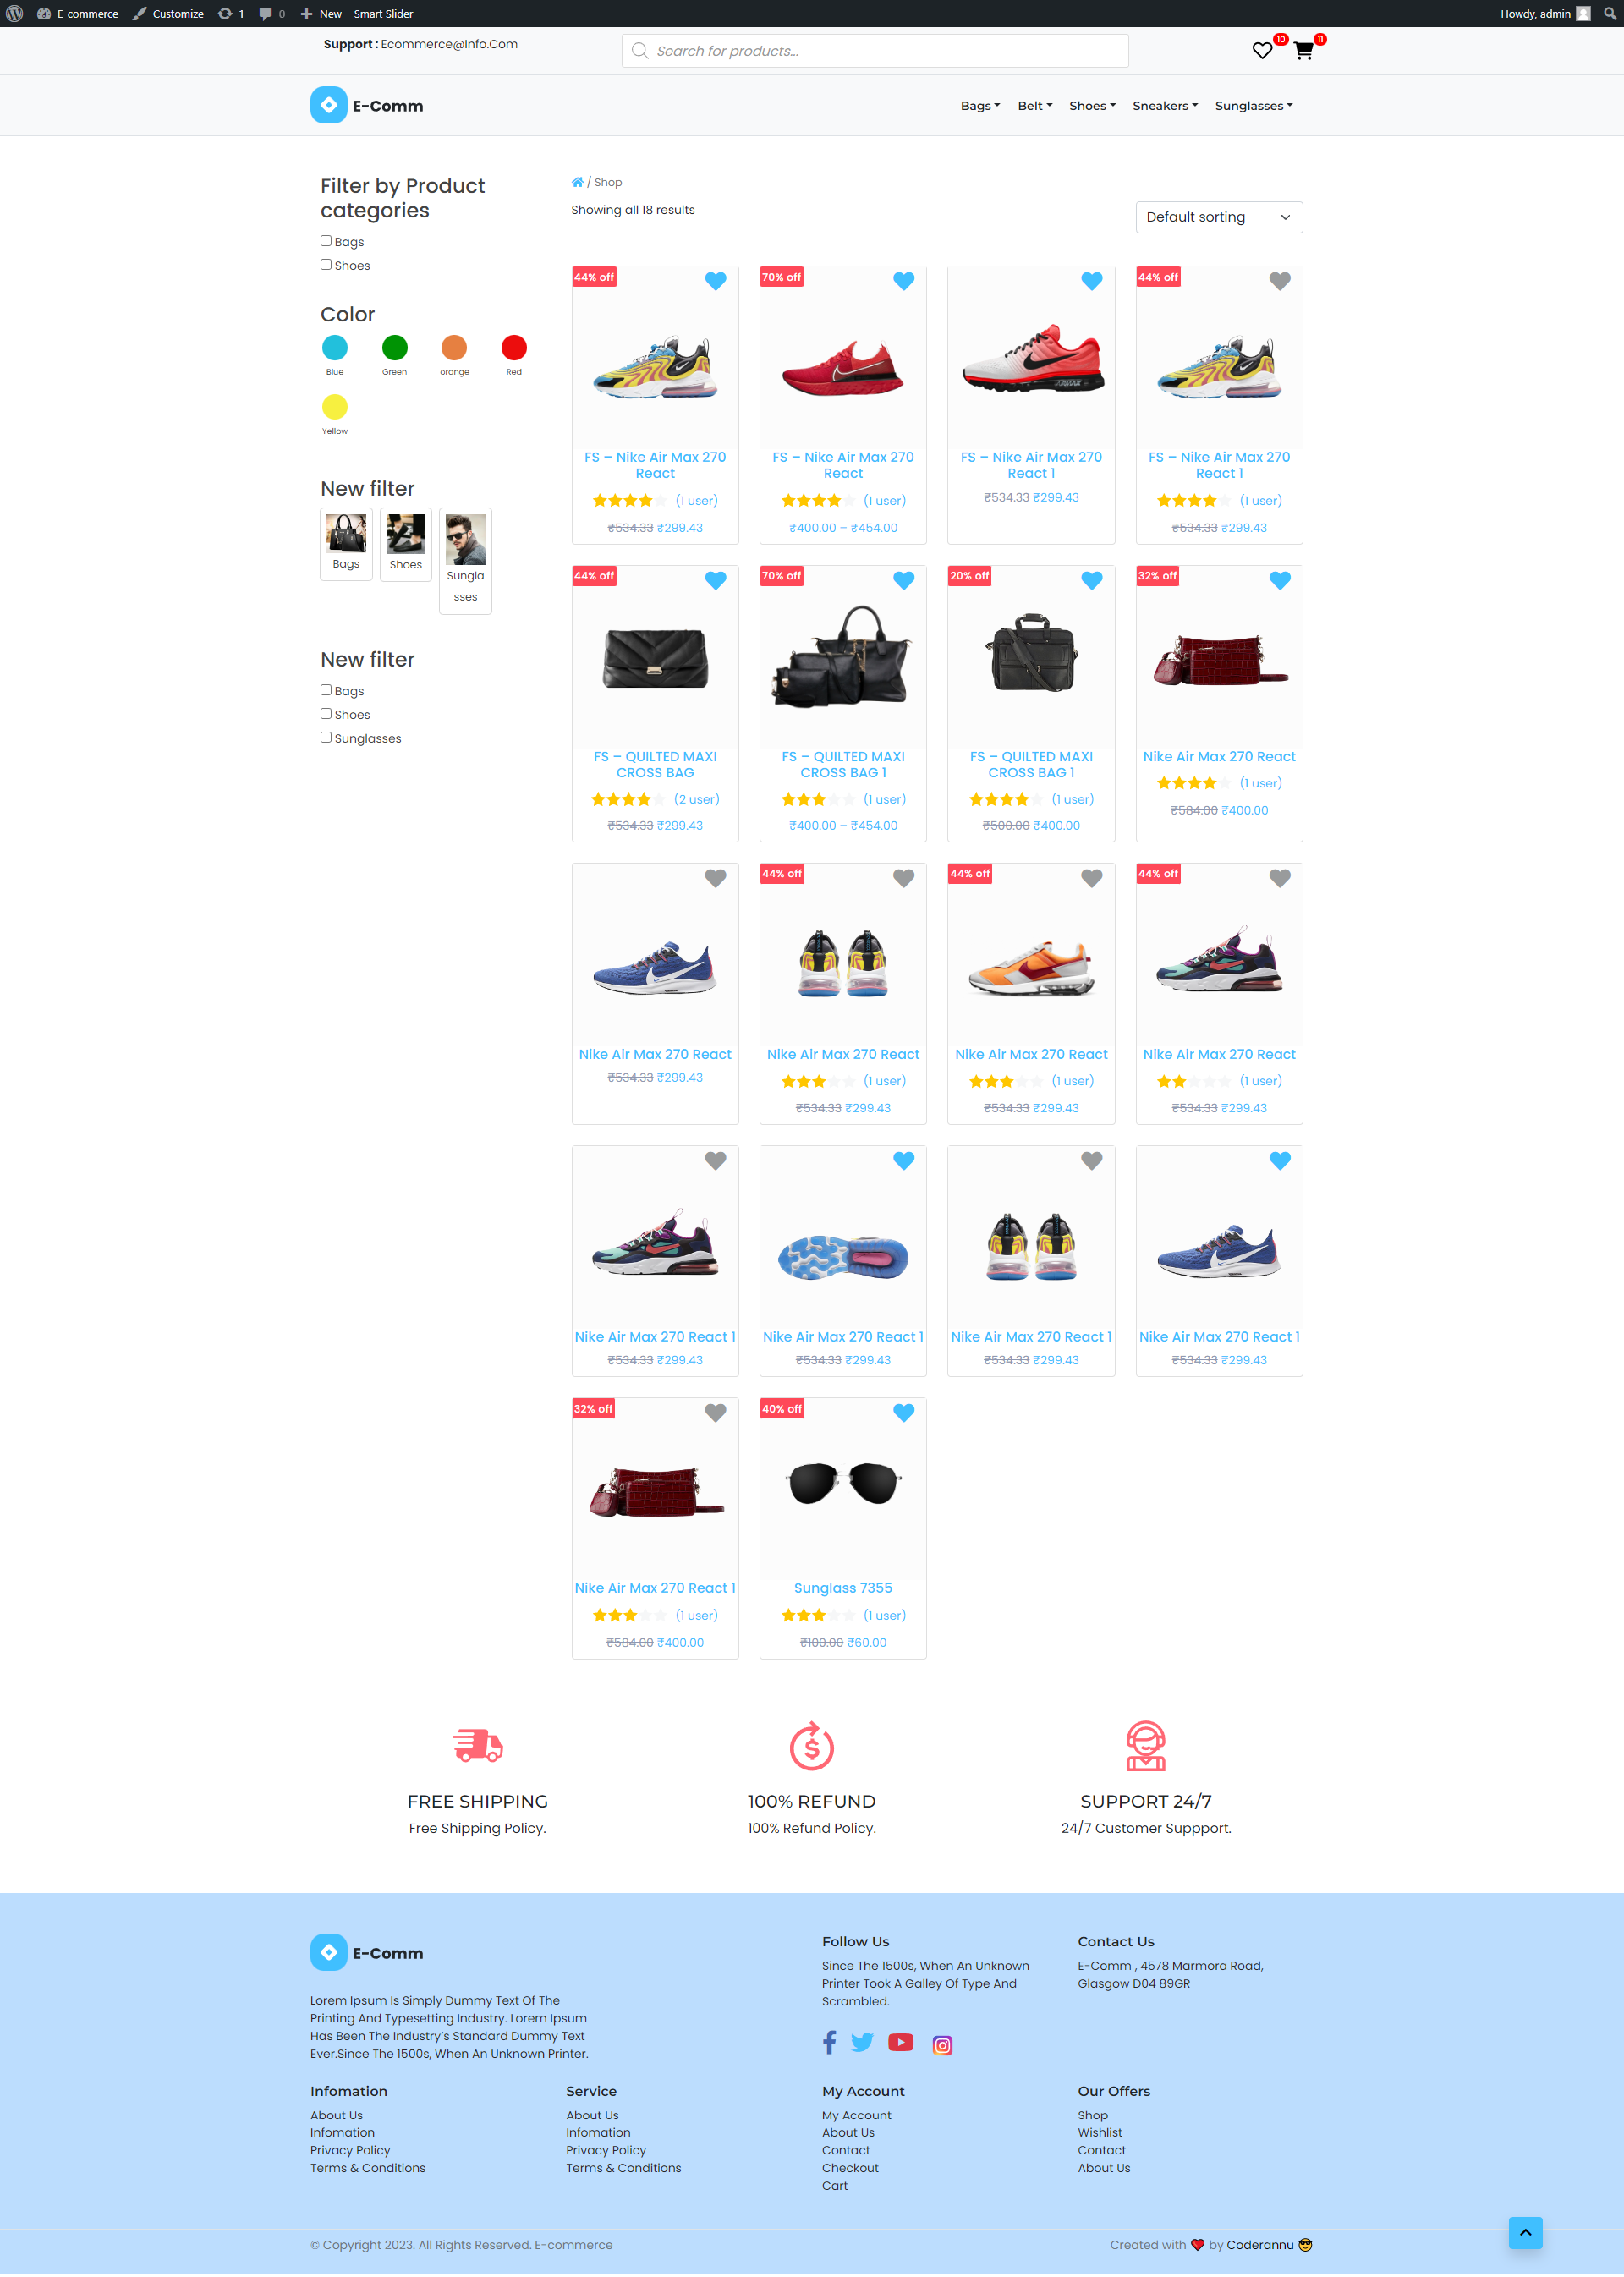 E-commerce Customize 1 0 New Smart Slider Howdy, admin
Support : Ecommerce@Info.Com
Search for products...
10
11
E-Comm
Bags Belt Shoes Sneakers Sunglasses
Filter by Product
categories
Bags
Shoes
Color
Blue Green orange Red
Yellow
New filter
Bags
Shoes
Sungla
sses
New filter
Bags
Shoes
Sunglasses
/ Shop
Showing all 18 results
Default sorting
44% off
FS – Nike Air Max 270
React
(1 user)
₹534.33 ₹299.43
70% off
FS – Nike Air Max 270
React
(1 user)
₹400.00 – ₹454.00
FS – Nike Air Max 270
React 1
₹534.33 ₹299.43
44% off
FS – Nike Air Max 270
React 1
(1 user)
₹534.33 ₹299.43
44% off
FS – QUILTED MAXI
CROSS BAG
(2 user)
₹534.33 ₹299.43
70% off
FS – QUILTED MAXI
CROSS BAG 1
(1 user)
₹400.00 – ₹454.00
20% off
FS – QUILTED MAXI
CROSS BAG 1
(1 user)
₹500.00 ₹400.00
32% off
Nike Air Max 270 React
(1 user)
₹584.00 ₹400.00
Nike Air Max 270 React
₹534.33 ₹299.43
44% off
Nike Air Max 270 React
(1 user)
₹534.33 ₹299.43
44% off
Nike Air Max 270 React
(1 user)
₹534.33 ₹299.43
44% off
Nike Air Max 270 React
(1 user)
₹534.33 ₹299.43
Nike Air Max 270 React 1
₹534.33 ₹299.43
Nike Air Max 270 React 1
₹534.33 ₹299.43
Nike Air Max 270 React 1
₹534.33 ₹299.43
Nike Air Max 270 React 1
₹534.33 ₹299.43
32% off
Nike Air Max 270 React 1
(1 user)
₹584.00 ₹400.00
40% off
Sunglass 7355
(1 user)
₹100.00 ₹60.00
FREE SHIPPING
Free Shipping Policy.
100% REFUND
100% Refund Policy.
SUPPORT 24/7
24/7 Customer Suppport.
E-Comm
Lorem Ipsum Is Simply Dummy Text Of The
Printing And Typesetting Industry. Lorem Ipsum
Has Been The Industry's Standard Dummy Text
Ever.Since The 1500s, When An Unknown Printer.
Follow Us
Since The 1500s, When An Unknown
Printer Took A Galley Of Type And
Scrambled.
Contact Us
E-Comm , 4578 Marmora Road,
Glasgow D04 89GR
Infomation
About Us
Infomation
Privacy Policy
Terms & Conditions
Service
About Us
Infomation
Privacy Policy
Terms & Conditions
My Account
My Account
About Us
Contact
Checkout
Cart
Our Offers
Shop
Wishlist
Contact
About Us
© Copyright 2023. All Rights Reserved. E-commerce
Created with ❤️ by Coderannu 😎